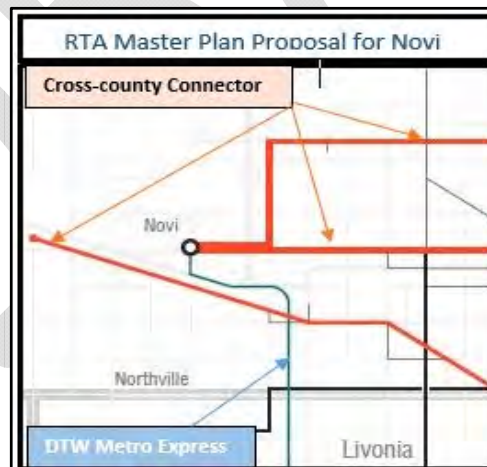 RTA Master Plan Proposal for Novi
Cross-county Connector
Novi
Northville
DTW Metro Express
Livonia